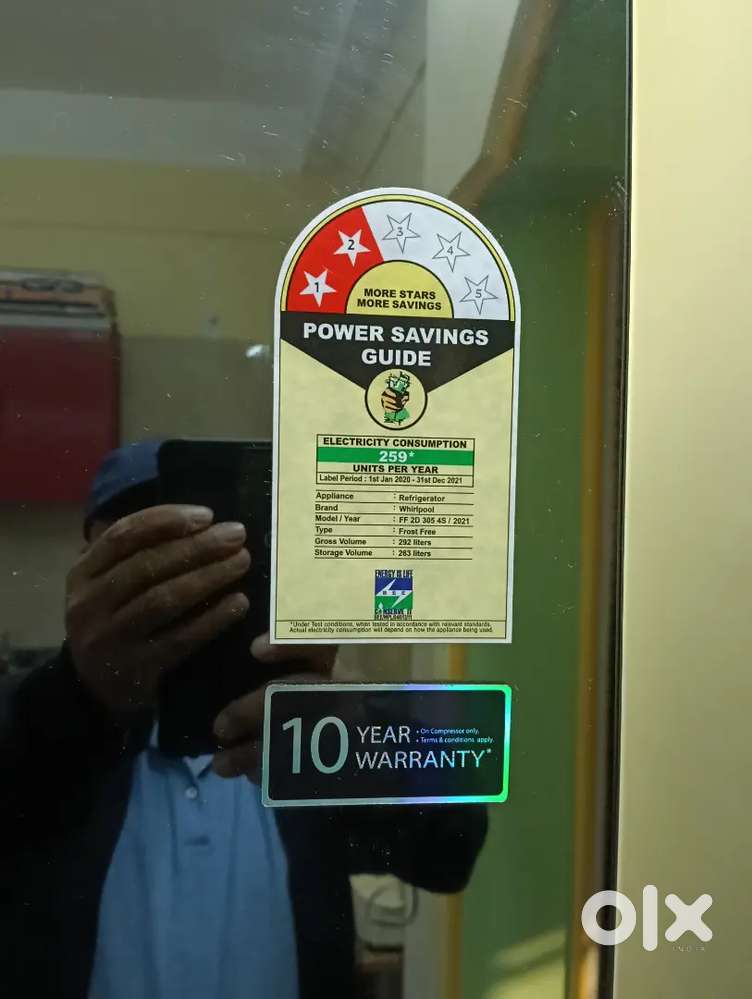 1 2 3 4 5
MORE STARS
MORE SAVINGS
POWER SAVINGS
GUIDE
ELECTRICITY CONSUMPTION
259*
UNITS PER YEAR
Label Period : 1st Jan 2020 - 31st Dec 2021
Appliance : Refrigerator
Brand : Whirlpool
Model / Year : FF 2D 305 4S / 2021
Type : Frost Free
Gross Volume : 292 liters
Storage Volume : 263 liters
ENERGY IS LIFE
BEE
CONSERVE IT
*Under Test conditions, when tested in accordance with relevant standards.
Actual electricity consumption will depend on how the appliance being used.
10 YEAR
WARRANTY*
• On Compressor only.
• Terms & conditions apply.
olx
INDIA